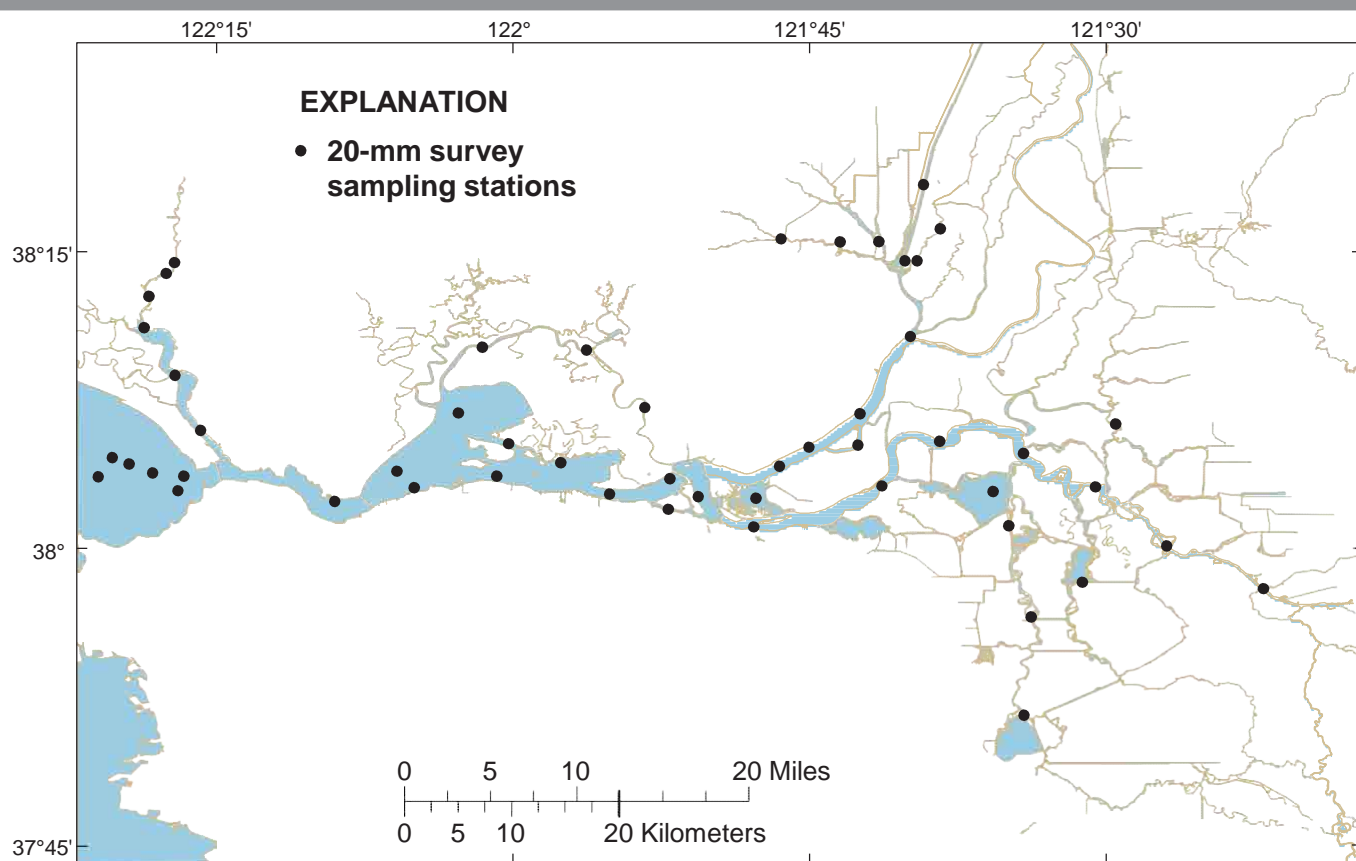 122°15' 122° 121°45' 121°30'
EXPLANATION
20-mm survey
sampling stations
38°15'
38°
37°45'
0 5 10 20 Miles
0 5 10 20 Kilometers